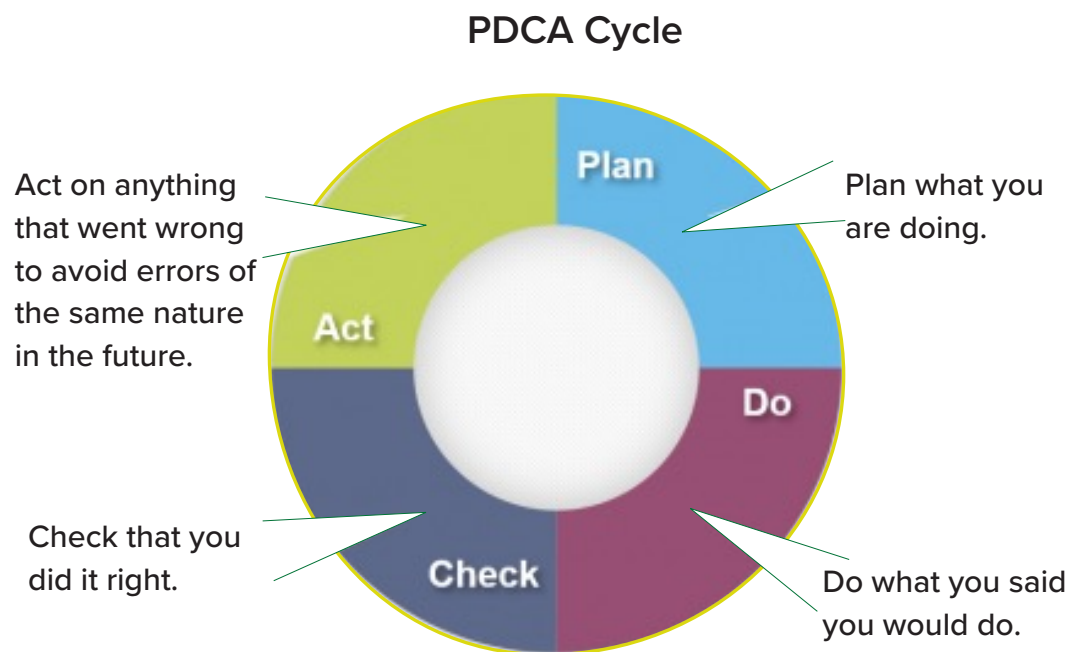 PDCA Cycle
Plan
Plan what you
are doing.
Do
Do what you said
you would do.
Check
Check that you
did it right.
Act
Act on anything
that went wrong
to avoid errors of
the same nature
in the future.